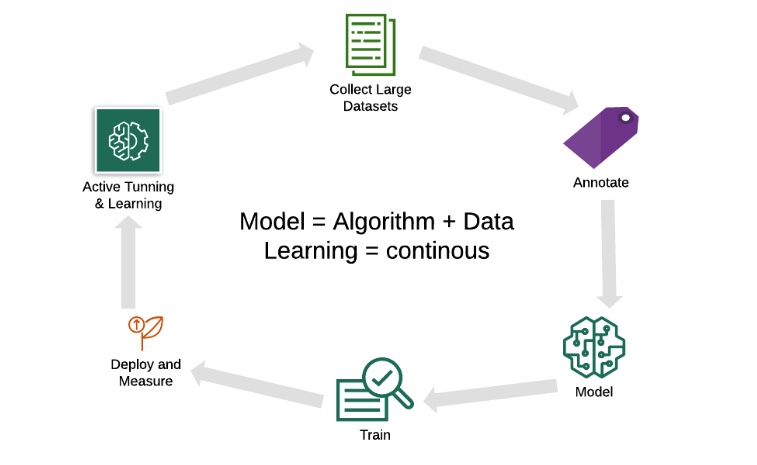 Collect Large
Datasets
Annotate
Model
Train
Deploy and
Measure
Active Tunning
& Learning
Model = Algorithm + Data
Learning = continous